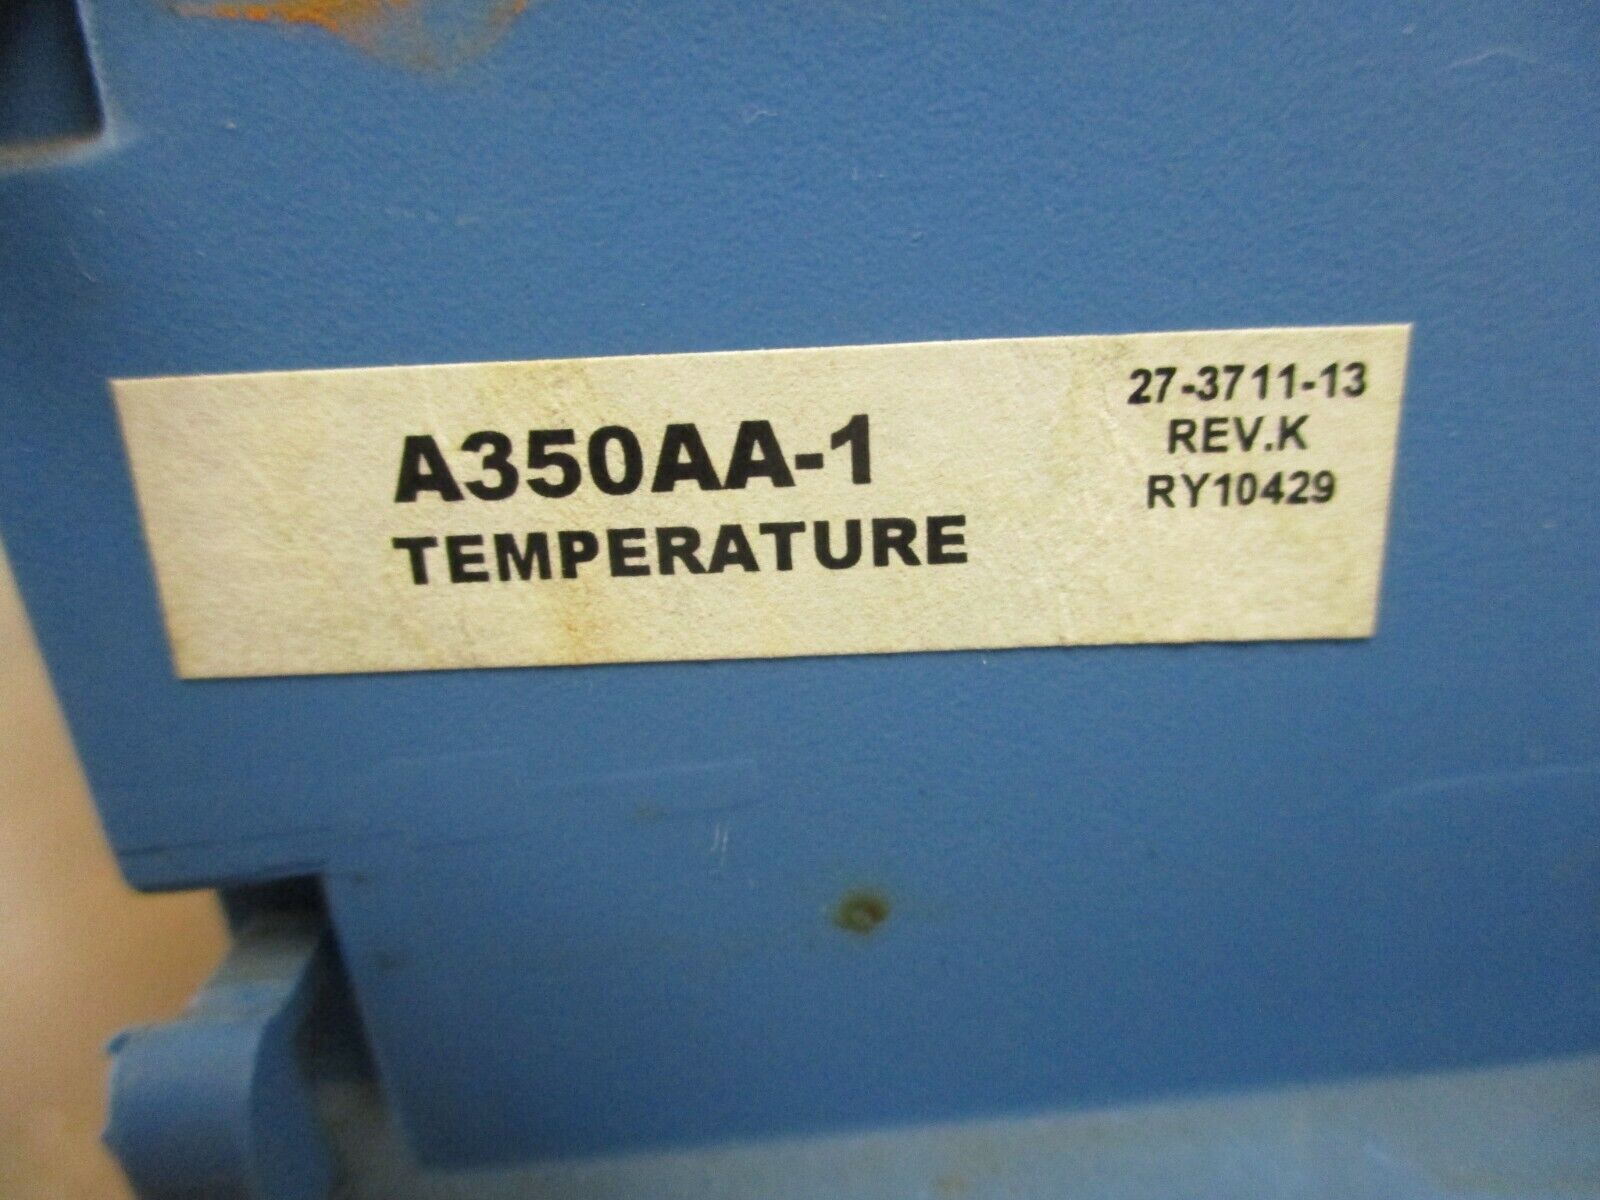 A350AA-1
TEMPERATURE
27-3711-13
REV.K
RY10429